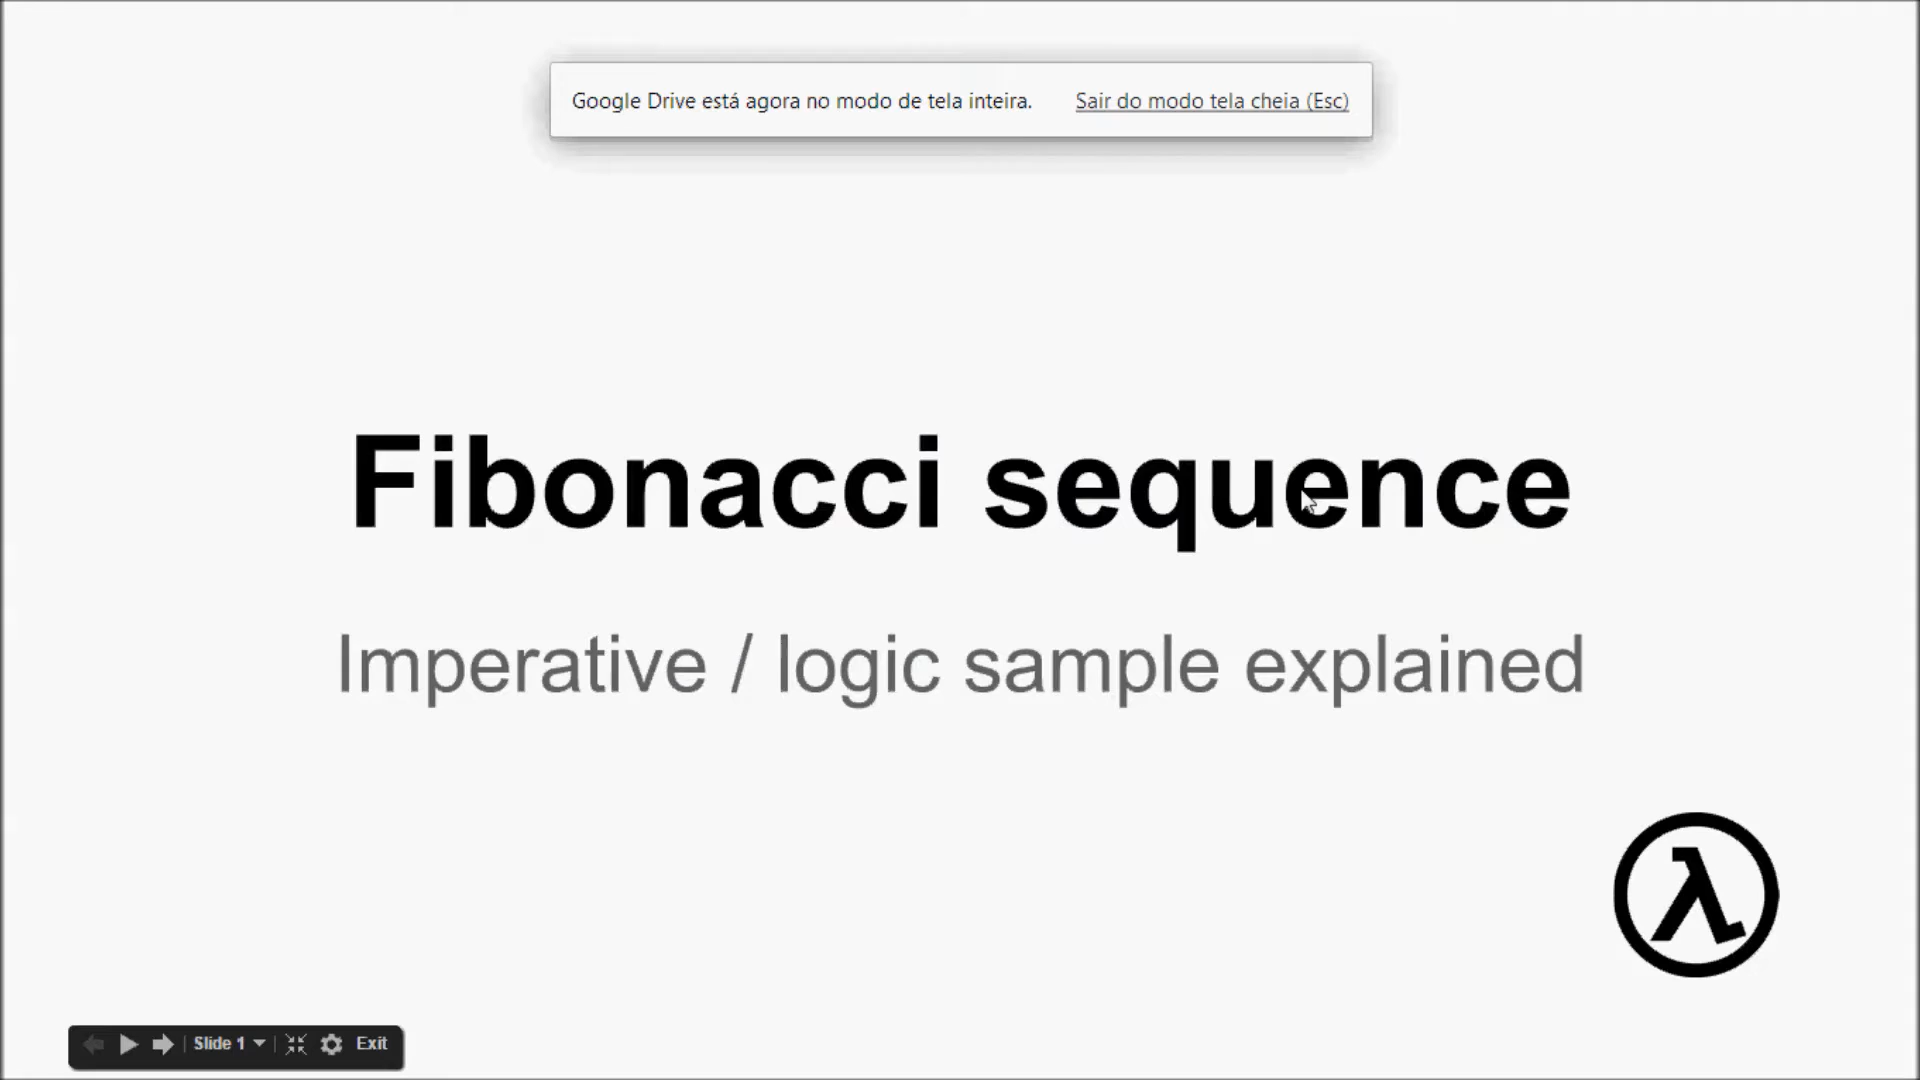 Google Drive está agora no modo de tela inteira. Sair do modo tela cheia (Esc)
Fibonacci sequence
Imperative / logic sample explained
λ
Slide 1 Exit